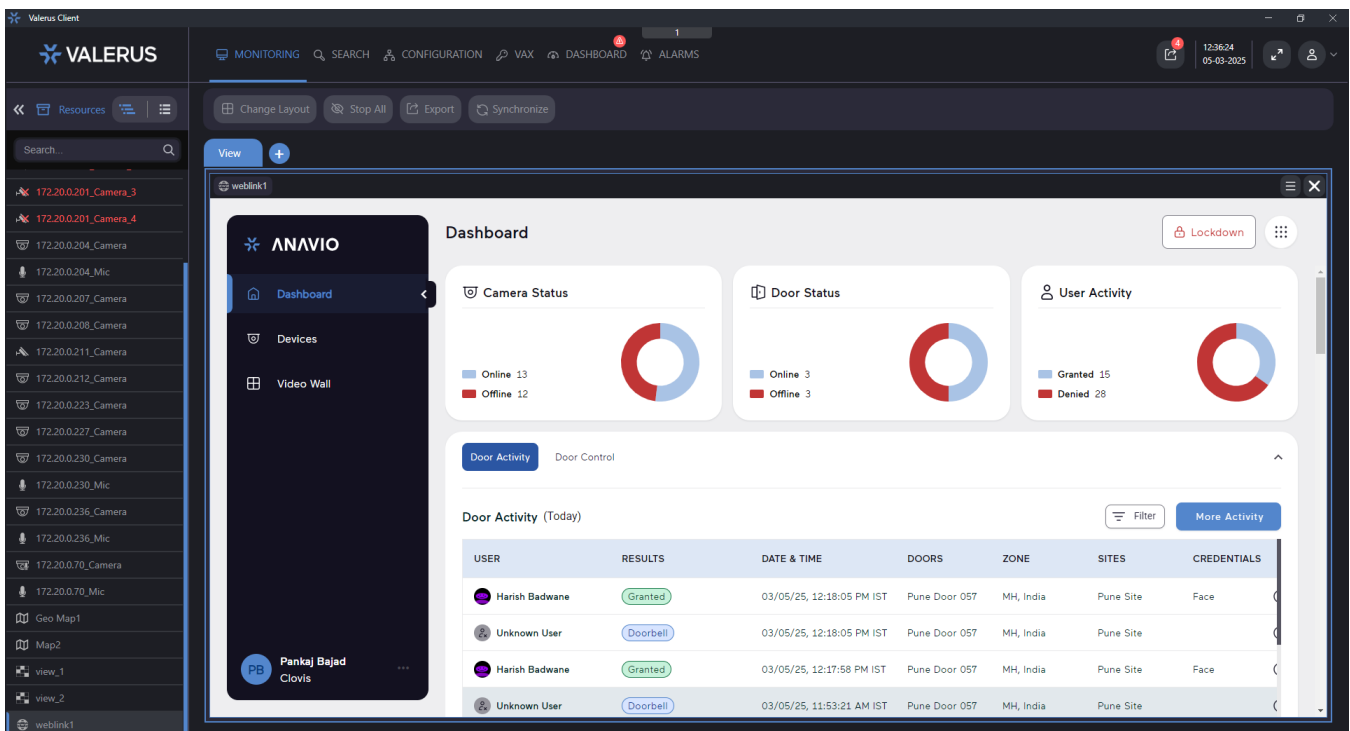 Valerus Client
VALERUS
MONITORING
SEARCH
CONFIGURATION
VAX
DASHBOARD
1
ALARMS
4
12:36:24
05-03-2025
Resources
Change Layout
Stop All
Export
Synchronize
Search...
View
172.20.0.201_Camera_3
172.20.0.201_Camera_4
172.20.0.204_Camera
172.20.0.204_Mic
172.20.0.207_Camera
172.20.0.208_Camera
172.20.0.211_Camera
172.20.0.212_Camera
172.20.0.223_Camera
172.20.0.227_Camera
172.20.0.230_Camera
172.20.0.230_Mic
172.20.0.236_Camera
172.20.0.236_Mic
172.20.0.70_Camera
172.20.0.70_Mic
Geo Map1
Map2
view_1
view_2
weblink1
weblink1
ANAVIO
Dashboard
Devices
Video Wall
PB
Pankaj Bajad
Clovis
Dashboard
Lockdown
Camera Status
Online 13
Offline 12
Door Status
Online 3
Offline 3
User Activity
Granted 15
Denied 28
Door Activity
Door Control
Door Activity (Today)
Filter
More Activity
USER RESULTS DATE & TIME DOORS ZONE SITES CREDENTIALS
Harish Badwane Granted 03/05/25, 12:18:05 PM IST Pune Door 057 MH, India Pune Site Face
Unknown User Doorbell 03/05/25, 12:18:05 PM IST Pune Door 057 MH, India Pune Site
Harish Badwane Granted 03/05/25, 12:17:58 PM IST Pune Door 057 MH, India Pune Site Face
Unknown User Doorbell 03/05/25, 11:53:21 AM IST Pune Door 057 MH, India Pune Site